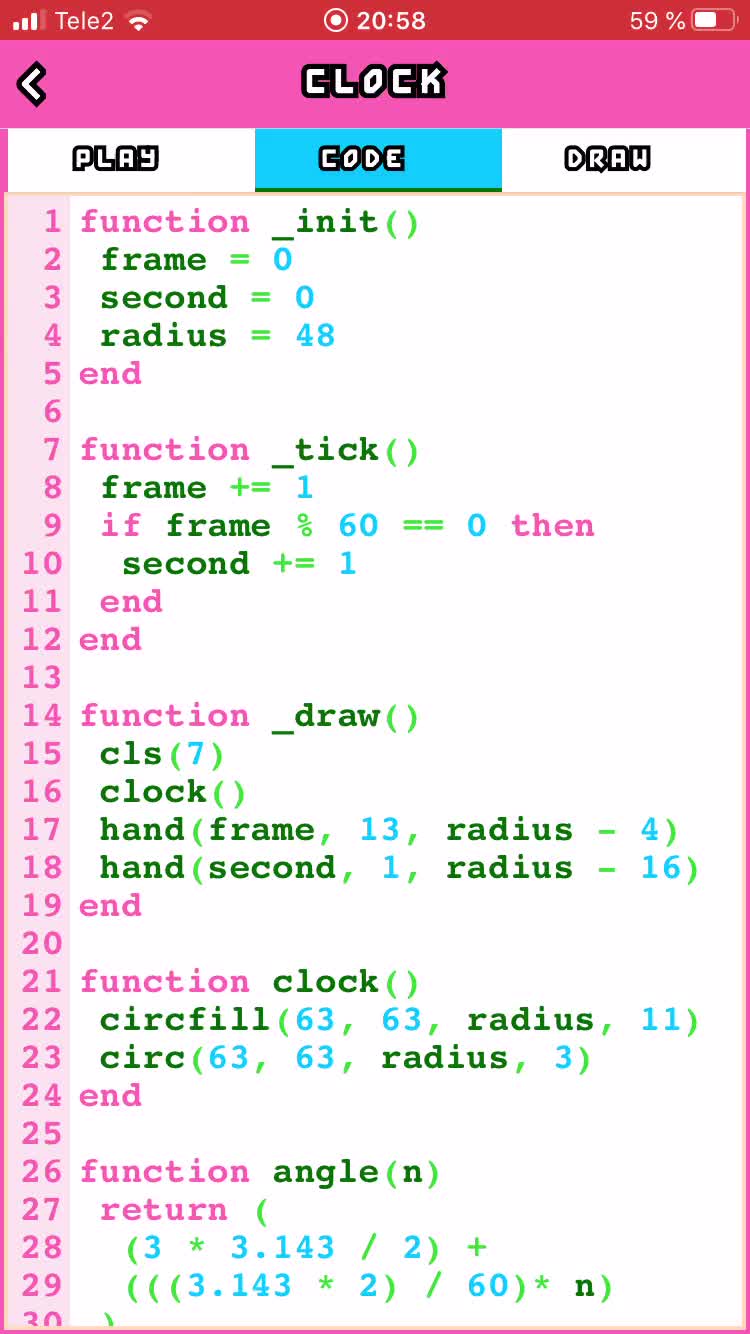 Tele2 20:58 59 %
CLOCK
PLAY CODE DRAW
1 function _init()
2  frame = 0
3  second = 0
4  radius = 48
5 end
6
7 function _tick()
8  frame += 1
9  if frame % 60 == 0 then
10   second += 1
11  end
12 end
13
14 function _draw()
15  cls(7)
16  clock()
17  hand(frame, 13, radius - 4)
18  hand(second, 1, radius - 16)
19 end
20
21 function clock()
22  circfill(63, 63, radius, 11)
23  circ(63, 63, radius, 3)
24 end
25
26 function angle(n)
27  return (
28   (3 * 3.143 / 2) +
29   (((3.143 * 2) / 60)* n)
30  )